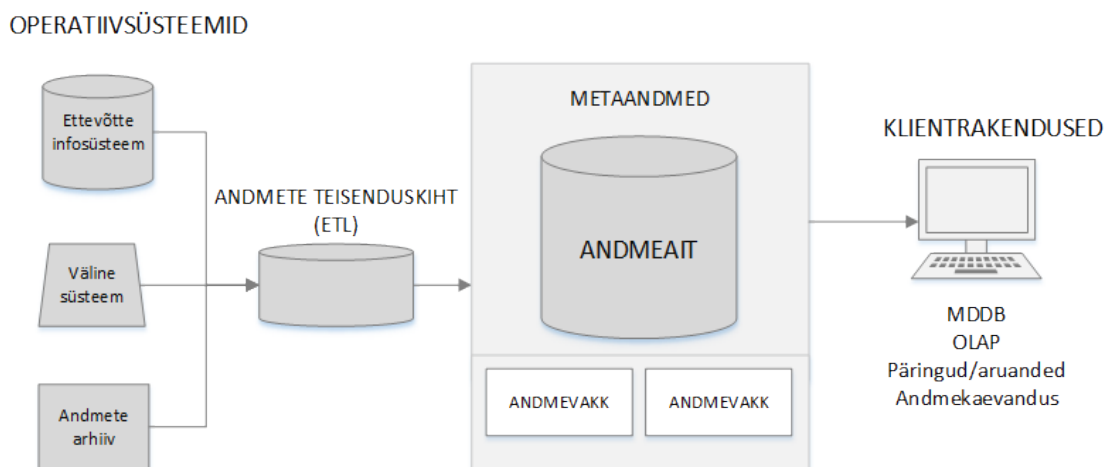 OPERATIIVSÜSTEEMID
Ettevõtte
infosüsteem
Väline
süsteem
Andmete
arhiiv
ANDMETE TEISENDUSKIHT
(ETL)
METAANDMED
ANDMEAIT
ANDMEVAKK
ANDMEVAKK
KLIENTRAKENDUSED
MDDB
OLAP
Päringud/aruanded
Andmekaevandus